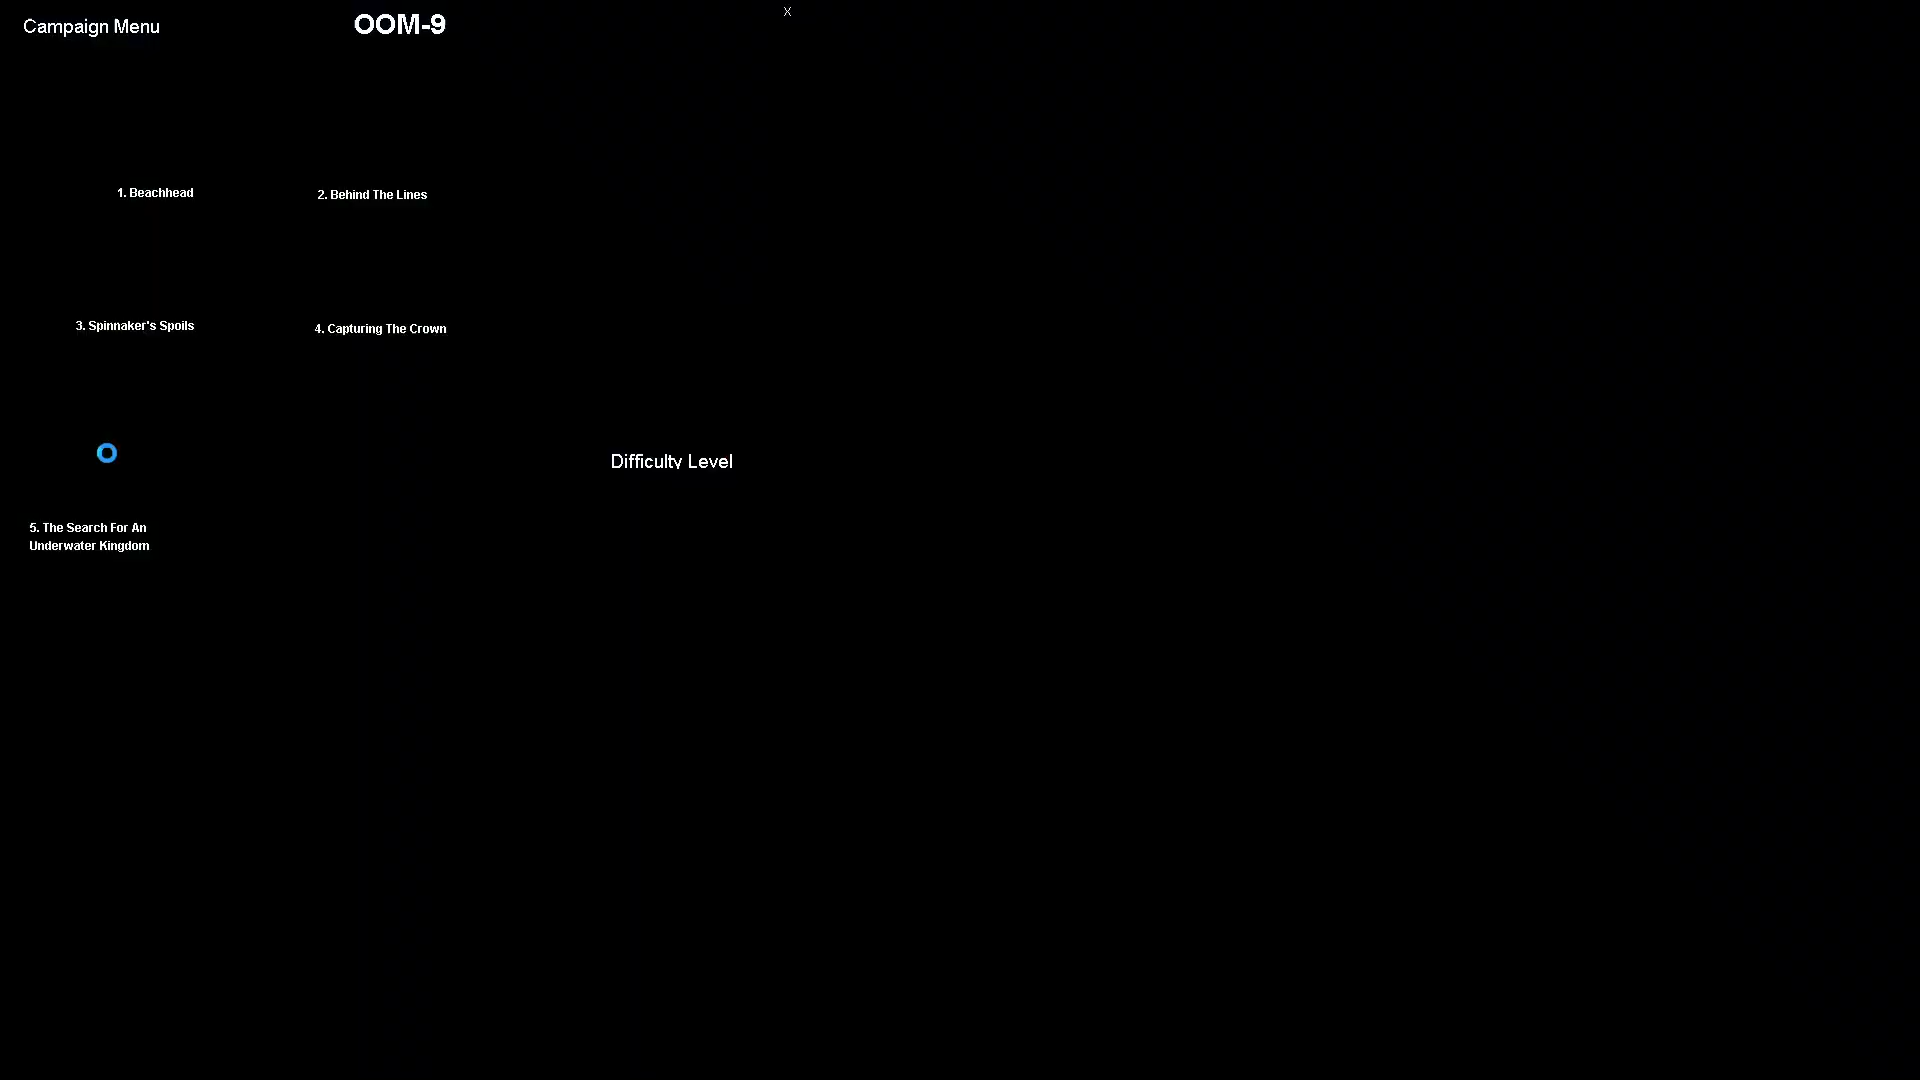 Campaign Menu
OOM-9
X
1. Beachhead
2. Behind The Lines
3. Spinnaker's Spoils
4. Capturing The Crown
Difficulty Level
5. The Search For An
Underwater Kingdom